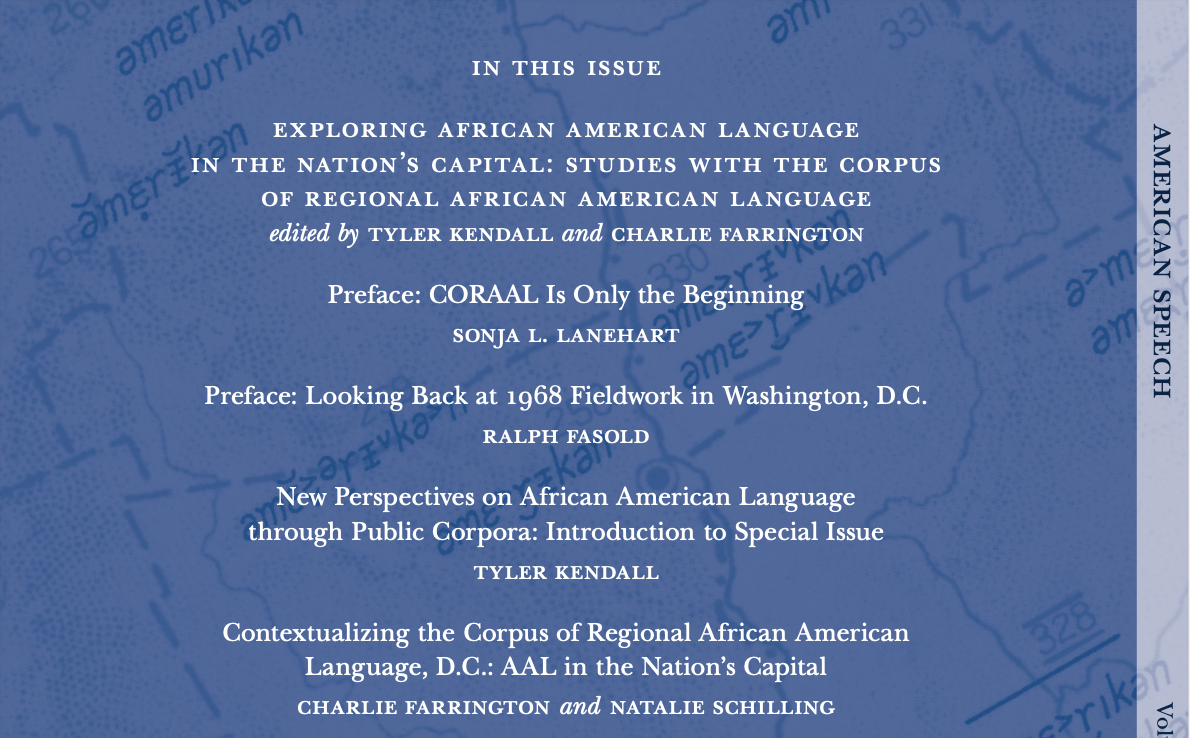 IN THIS ISSUE
EXPLORING AFRICAN AMERICAN LANGUAGE
IN THE NATION’S CAPITAL: STUDIES WITH THE CORPUS
OF REGIONAL AFRICAN AMERICAN LANGUAGE
edited by TYLER KENDALL and CHARLIE FARRINGTON
Preface: CORAAL Is Only the Beginning
SONJA L. LANEHART
Preface: Looking Back at 1968 Fieldwork in Washington, D.C.
RALPH FASOLD
New Perspectives on African American Language
through Public Corpora: Introduction to Special Issue
TYLER KENDALL
Contextualizing the Corpus of Regional African American
Language, D.C.: AAL in the Nation’s Capital
CHARLIE FARRINGTON and NATALIE SCHILLING
AMERICAN SPEECH
əmurıkan
331
330
328